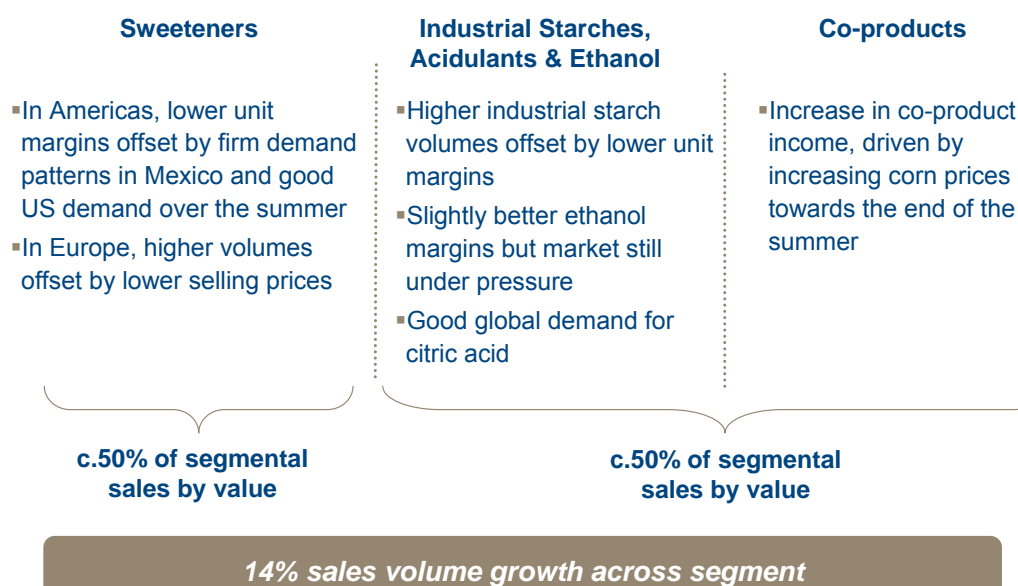 Sweeteners
▪In Americas, lower unit
margins offset by firm demand
patterns in Mexico and good
US demand over the summer
▪In Europe, higher volumes
offset by lower selling prices
Industrial Starches,
Acidulants & Ethanol
▪Higher industrial starch
volumes offset by lower unit
margins
▪Slightly better ethanol
margins but market still
under pressure
▪Good global demand for
citric acid
Co-products
▪Increase in co-product
income, driven by
increasing corn prices
towards the end of the
summer
c.50% of segmental
sales by value
c.50% of segmental
sales by value
14% sales volume growth across segment